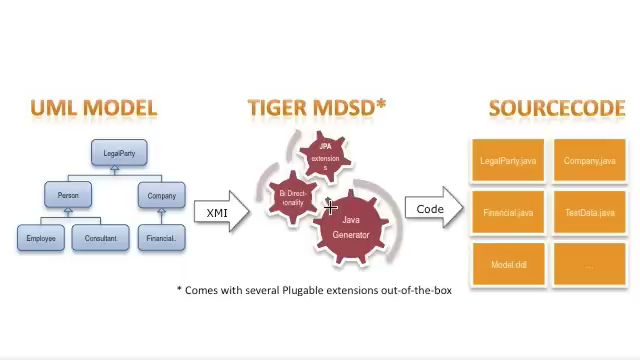 UML MODEL
TIGER MDSD*
SOURCECODE
LegalParty
Person
Company
Employee
Consultant
Financial..
XMI
JPA
extension
s
Bi Direct-
ionality
Java
Generator
Code
LegalParty.java
Company.java
Financial.java
TestData.java
Model.ddl
...
* Comes with several Plugable extensions out-of-the-box